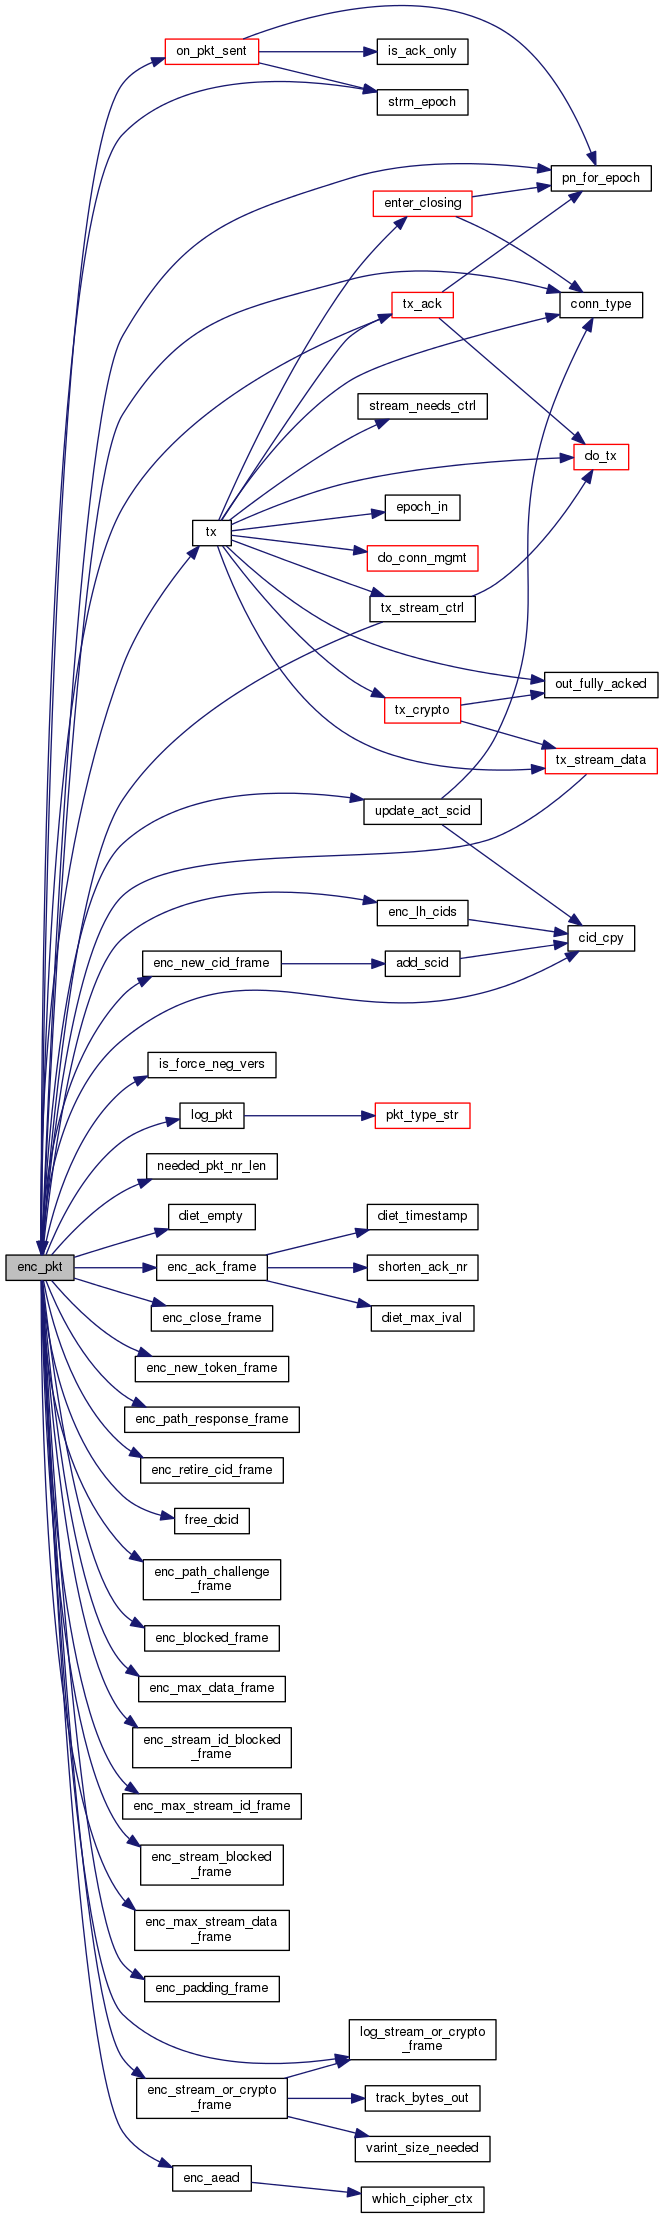 on_pkt_sent
is_ack_only
strm_epoch
pn_for_epoch
enter_closing
tx_ack
conn_type
stream_needs_ctrl
do_tx
epoch_in
tx
do_conn_mgmt
tx_stream_ctrl
out_fully_acked
tx_crypto
tx_stream_data
update_act_scid
enc_lh_cids
cid_cpy
enc_new_cid_frame
add_scid
is_force_neg_vers
log_pkt
pkt_type_str
needed_pkt_nr_len
diet_empty
diet_timestamp
enc_pkt
enc_ack_frame
shorten_ack_nr
enc_close_frame
diet_max_ival
enc_new_token_frame
enc_path_response_frame
enc_retire_cid_frame
free_dcid
enc_path_challenge
_frame
enc_blocked_frame
enc_max_data_frame
enc_stream_id_blocked
_frame
enc_max_stream_id_frame
enc_stream_blocked
_frame
enc_max_stream_data
_frame
enc_padding_frame
log_stream_or_crypto
_frame
enc_stream_or_crypto
_frame
track_bytes_out
varint_size_needed
enc_aead
which_cipher_ctx